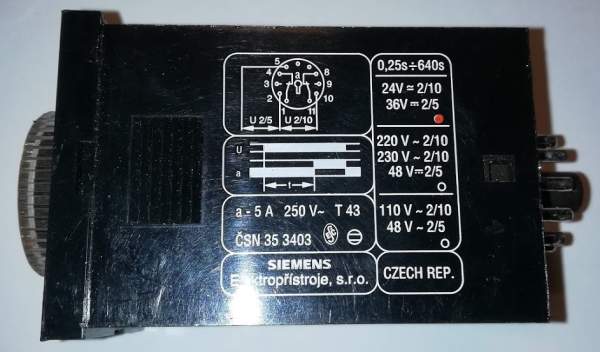 5
4
3
2
a
8
9
10
1
11
U 2/5
U 2/10
U
a
t
a - 5 A 250 V~ T 43
ČSN 35 3403
SIEMENS
Elektropřístroje, s.r.o.
0,25s÷640s
24V ≃ 2/10
36V ⎓ 2/5
220 V ~ 2/10
230 V ~ 2/10
48 V ⎓ 2/5
110 V ~ 2/10
48 V ~ 2/5
CZECH REP.